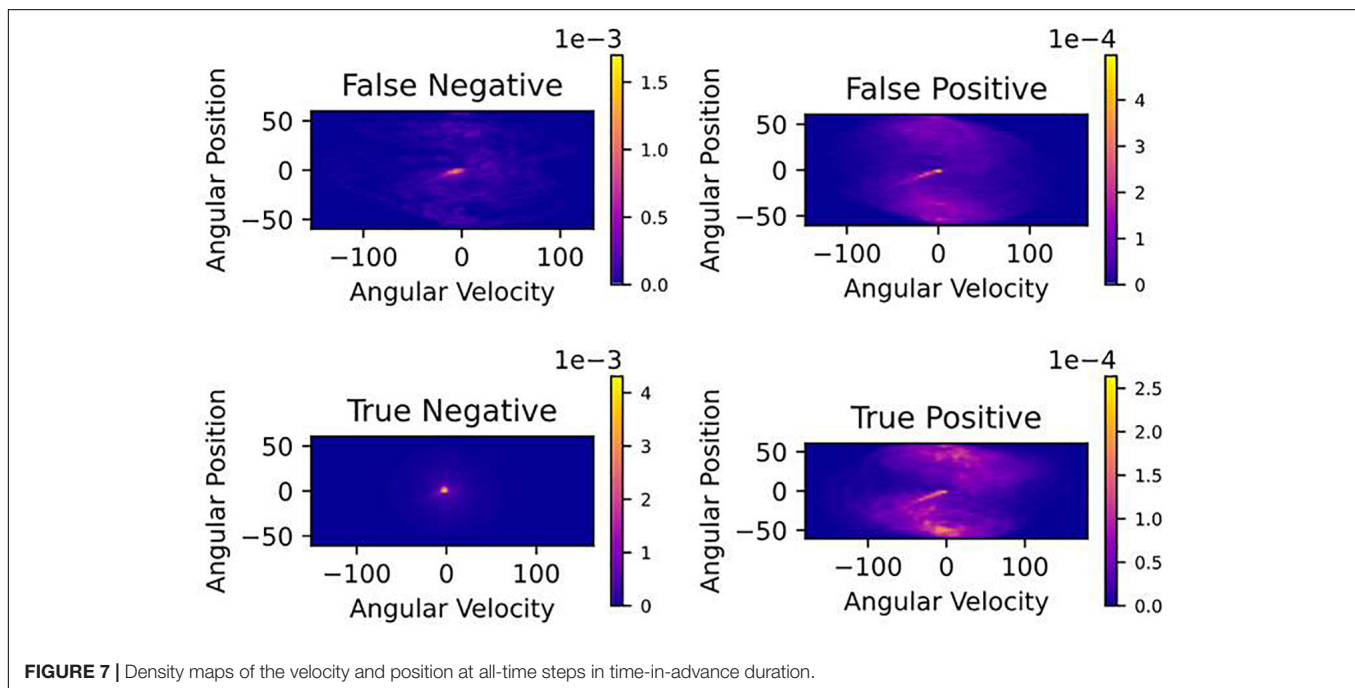 1e−3
False Negative
Angular Position
50
0
−50
−100
0
100
Angular Velocity
1.5
1.0
0.5
0.0
1e−4
False Positive
Angular Position
50
0
−50
−100
0
100
Angular Velocity
4
3
2
1
0
1e−3
True Negative
Angular Position
50
0
−50
−100
0
100
Angular Velocity
4
3
2
1
0
1e−4
True Positive
Angular Position
50
0
−50
−100
0
100
Angular Velocity
2.5
2.0
1.5
1.0
0.5
0.0
FIGURE 7 | Density maps of the velocity and position at all-time steps in time-in-advance duration.